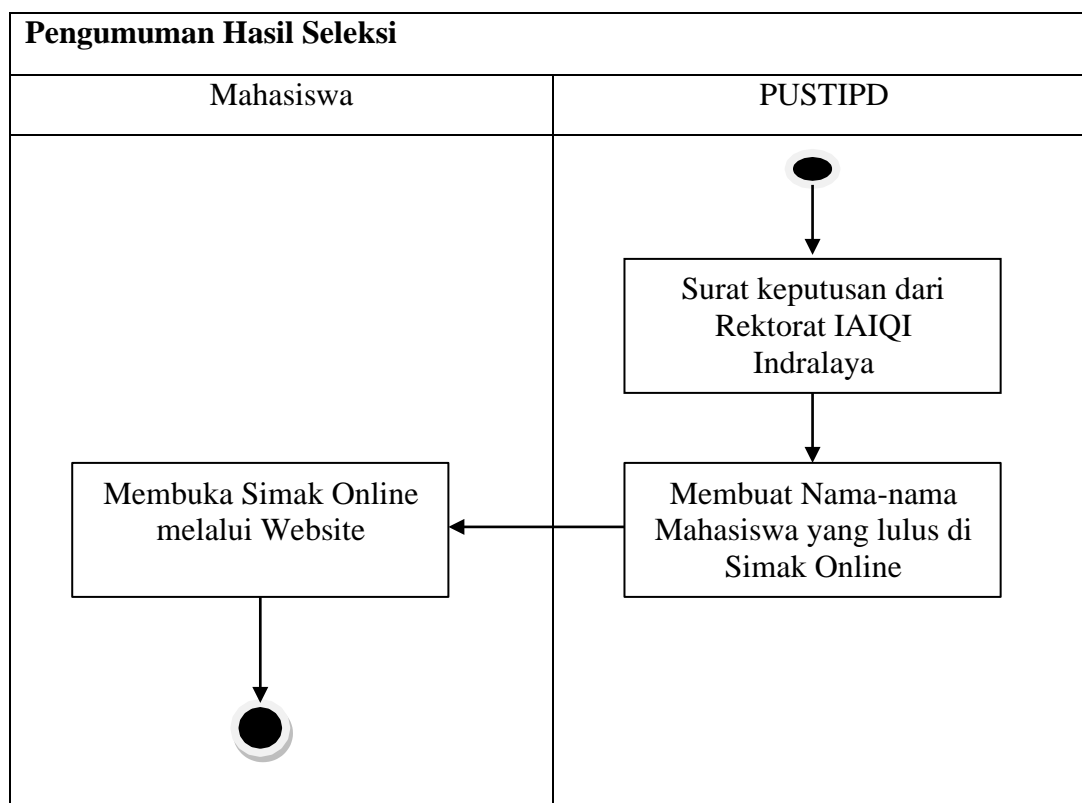 Pengumuman Hasil Seleksi
Mahasiswa
PUSTIPD
Surat keputusan dari
Rektorat IAIQI
Indralaya
Membuka Simak Online
melalui Website
Membuat Nama-nama
Mahasiswa yang lulus di
Simak Online